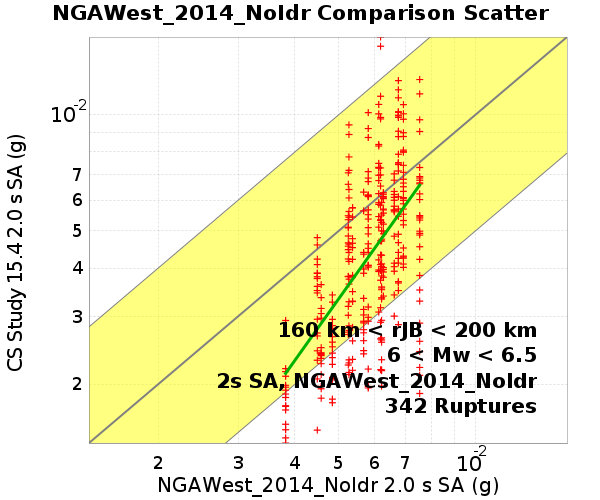 NGAWest_2014_NoIdr Comparison Scatter
10-2
7
6
5
4
3
2
CS Study 15.4 2.0 s SA (g)
160 km < rJB < 200 km
6 < Mw < 6.5
2s SA, NGAWest_2014_NoIdr
342 Ruptures
2 3 4 5 6 7 10-2
NGAWest_2014_NoIdr 2.0 s SA (g)